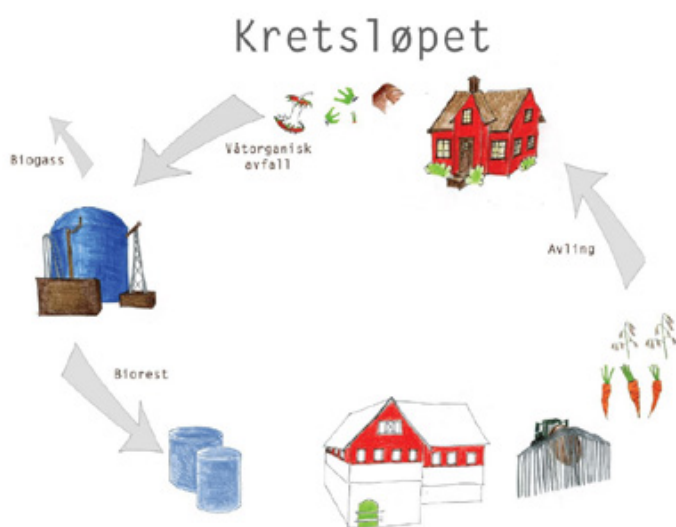 Kretsløpet
Biogass
Våtorganisk
avfall
Avling
Biorest